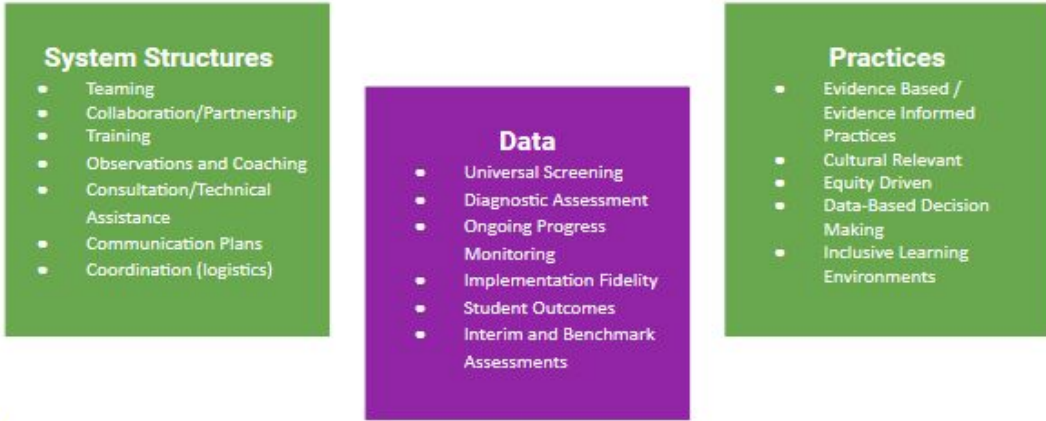 System Structures
• Teaming
• Collaboration/Partnership
• Training
• Observations and Coaching
• Consultation/Technical
Assistance
• Communication Plans
• Coordination (logistics)
Data
• Universal Screening
• Diagnostic Assessment
• Ongoing Progress
Monitoring
• Implementation Fidelity
• Student Outcomes
• Interim and Benchmark
Assessments
Practices
• Evidence Based /
Evidence Informed
Practices
• Cultural Relevant
• Equity Driven
• Data-Based Decision
Making
• Inclusive Learning
Environments